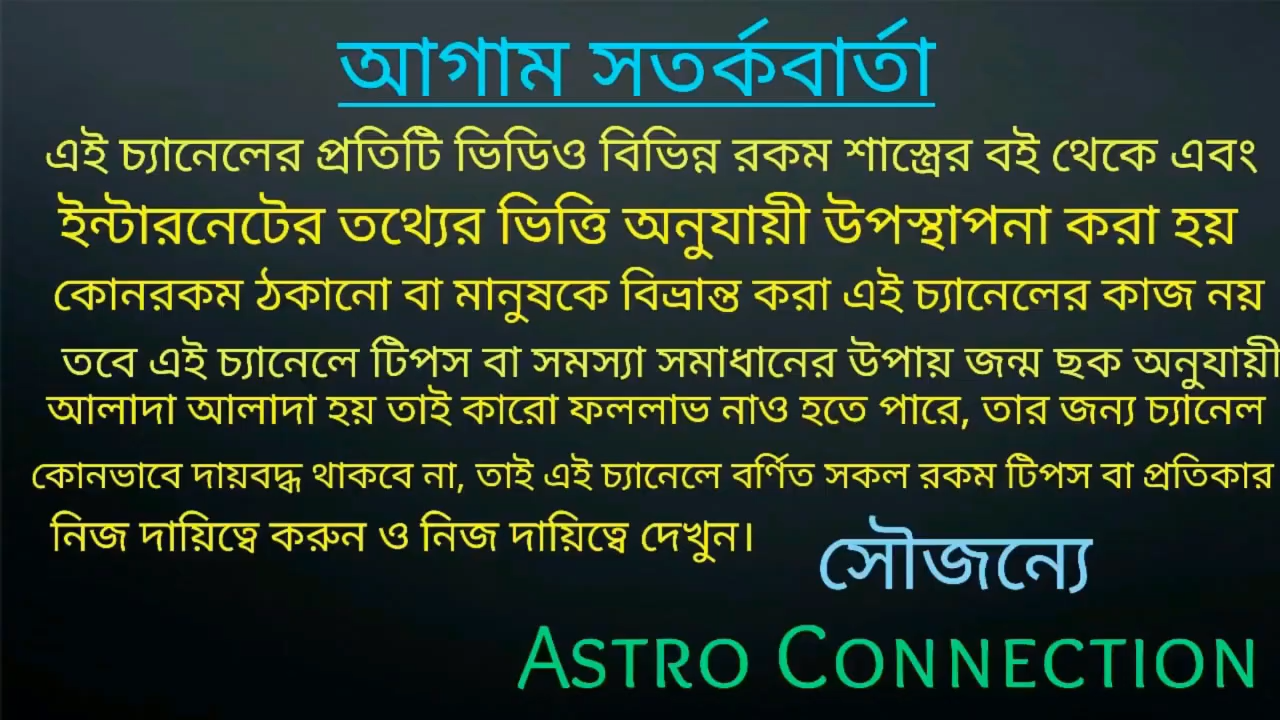 আগাম সতর্কবার্তা
এই চ্যানেলের প্রতিটি ভিডিও বিভিন্ন রকম শাস্ত্রের বই থেকে এবং
ইন্টারনেটের তথ্যের ভিত্তি অনুযায়ী উপস্থাপনা করা হয়
কোনরকম ঠকানো বা মানুষকে বিভ্রান্ত করা এই চ্যানেলের কাজ নয়
তবে এই চ্যানেলে টিপস বা সমস্যা সমাধানের উপায় জন্ম ছক অনুযায়ী
আলাদা আলাদা হয় তাই কারো ফললাভ নাও হতে পারে, তার জন্য চ্যানেল
কোনভাবে দায়বদ্ধ থাকবে না, তাই এই চ্যানেলে বর্ণিত সকল রকম টিপস বা প্রতিকার
নিজ দায়িত্বে করুন ও নিজ দায়িত্বে দেখুন।
সৌজন্যে
ASTRO CONNECTION